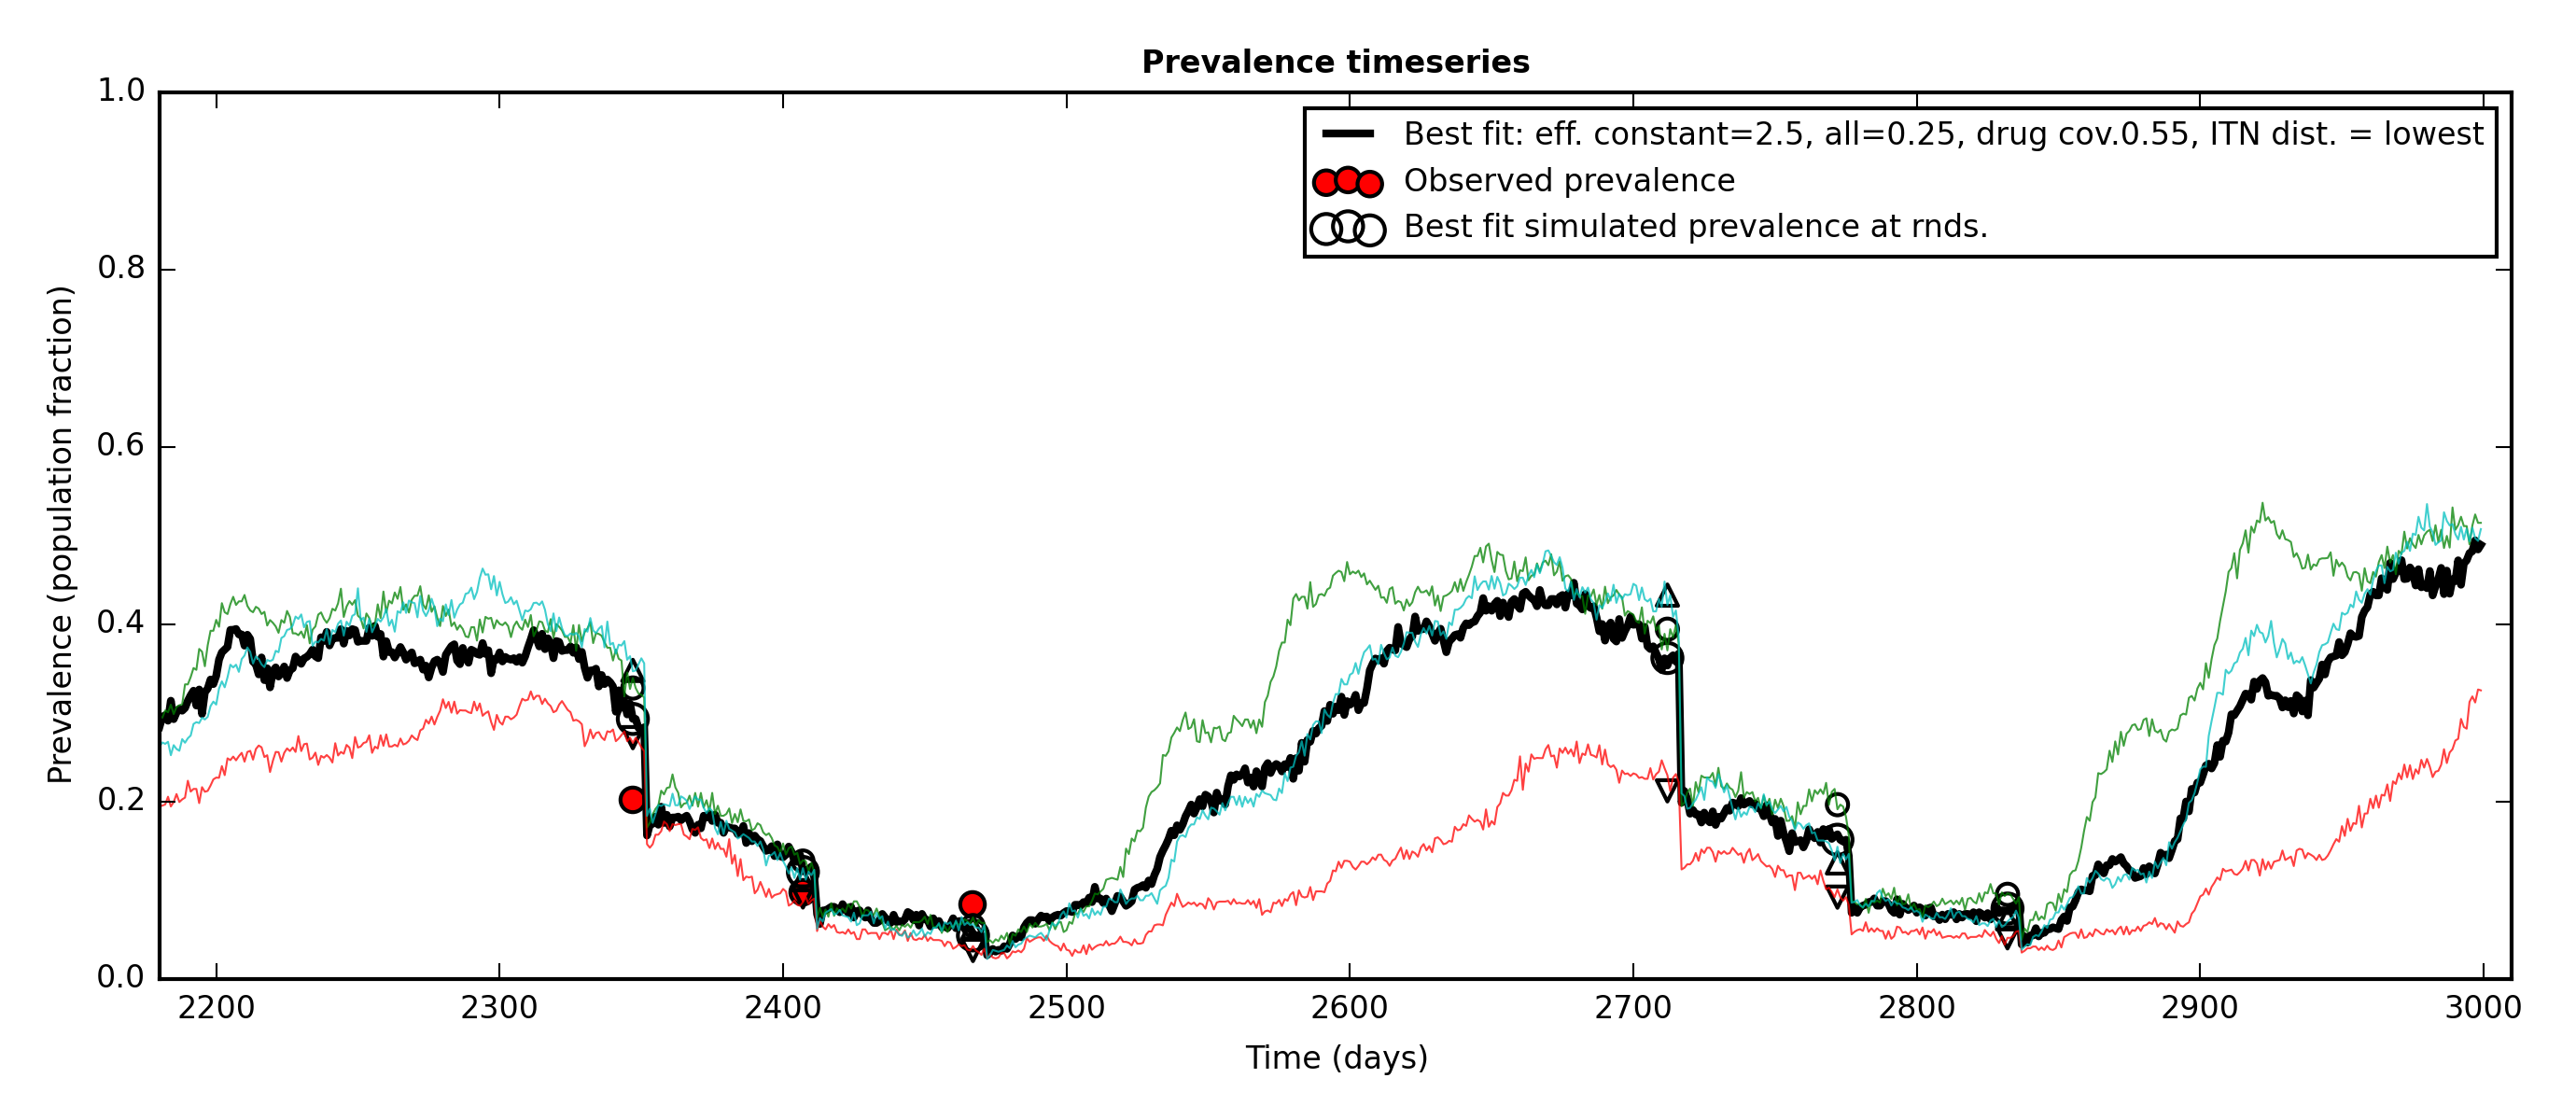 Prevalence timeseries
Best fit: eff. constant=2.5, all=0.25, drug cov.0.55, ITN dist. = lowest
Observed prevalence
Best fit simulated prevalence at rnds.
Prevalence (population fraction)
1.0
0.8
0.6
0.4
0.2
0.0
2200 2300 2400 2500 2600 2700 2800 2900 3000
Time (days)